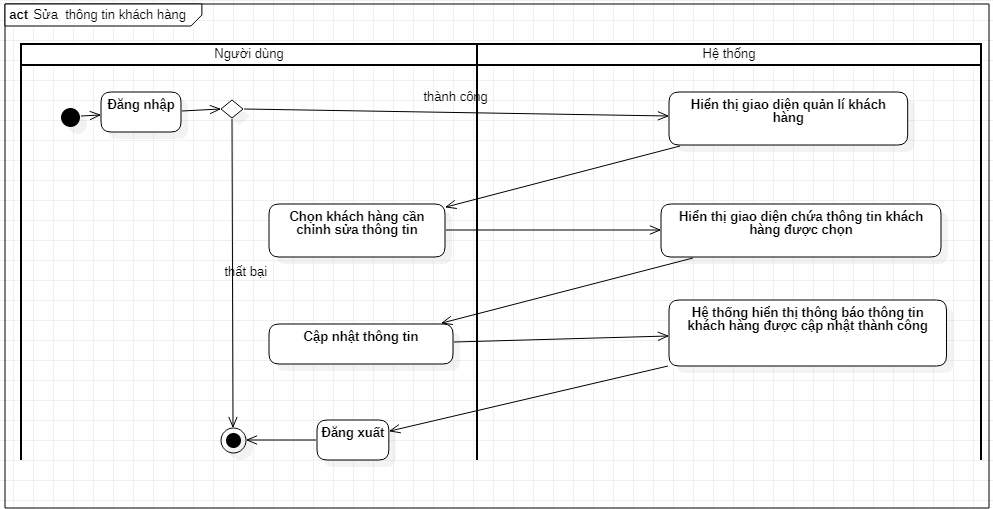 act Sửa thông tin khách hàng
Người dùng
Hệ thống
Đăng nhập
thành công
Hiển thị giao diện quản lí khách
hàng
Chọn khách hàng cần
chỉnh sửa thông tin
Hiển thị giao diện chứa thông tin khách
hàng được chọn
thất bại
Cập nhật thông tin
Hệ thống hiển thị thông báo thông tin
khách hàng được cập nhật thành công
Đăng xuất